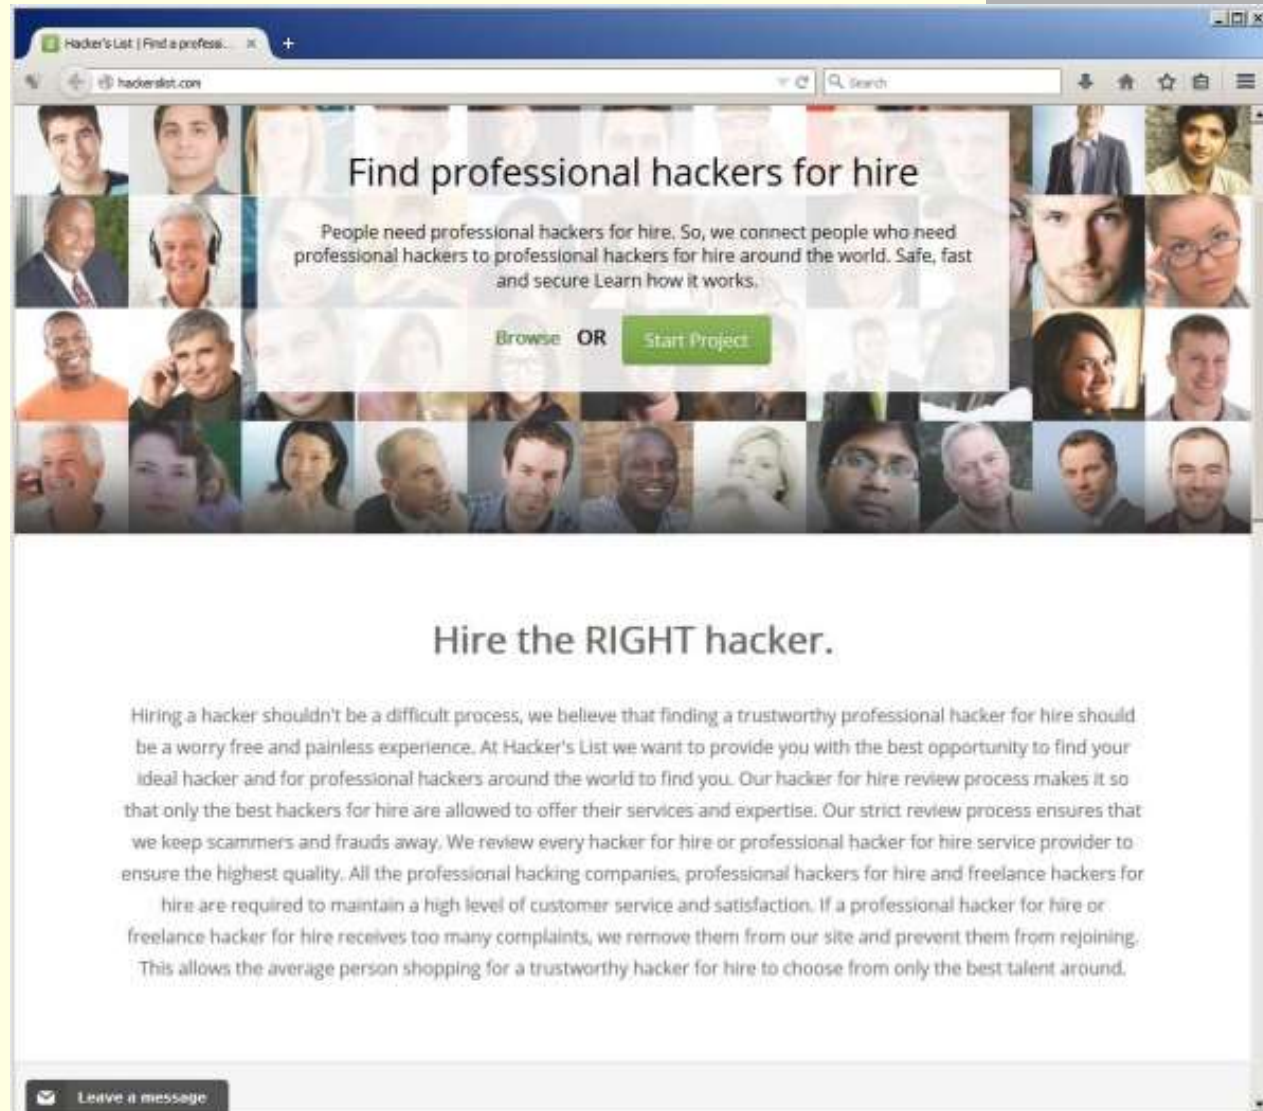 Hacker's List | Find a professi...
hackerslist.com
Search
Find professional hackers for hire
People need professional hackers for hire. So, we connect people who need
professional hackers to professional hackers for hire around the world. Safe, fast
and secure Learn how it works.
Browse OR Start Project
Hire the RIGHT hacker.
Hiring a hacker shouldn't be a difficult process, we believe that finding a trustworthy professional hacker for hire should
be a worry free and painless experience. At Hacker's List we want to provide you with the best opportunity to find your
ideal hacker and for professional hackers around the world to find you. Our hacker for hire review process makes it so
that only the best hackers for hire are allowed to offer their services and expertise. Our strict review process ensures that
we keep scammers and frauds away. We review every hacker for hire or professional hacker for hire service provider to
ensure the highest quality. All the professional hacking companies, professional hackers for hire and freelance hackers for
hire are required to maintain a high level of customer service and satisfaction. If a professional hacker for hire or
freelance hacker for hire receives too many complaints, we remove them from our site and prevent them from rejoining.
This allows the average person shopping for a trustworthy hacker for hire to choose from only the best talent around.
Leave a message